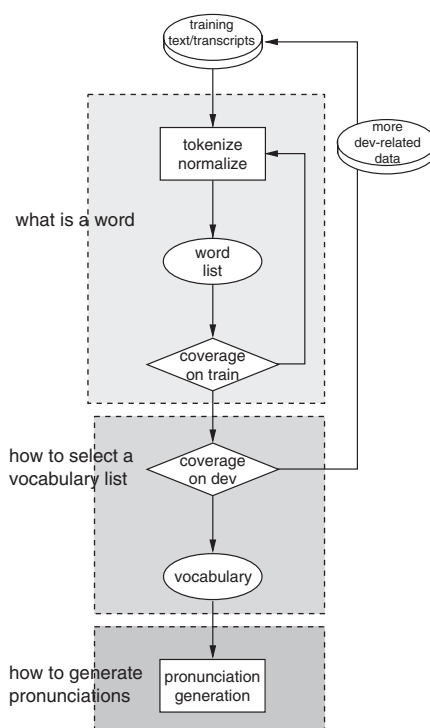 training
text/transcripts
more
dev-related
data
tokenize
normalize
what is a word
word
list
coverage
on train
how to select a
vocabulary list
coverage
on dev
vocabulary
how to generate
pronunciations
pronunciation
generation